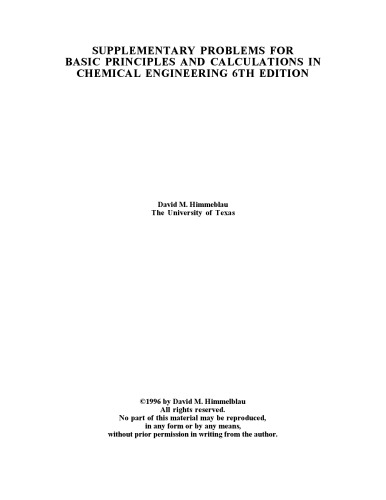 SUPPLEMENTARY PROBLEMS FOR
BASIC PRINCIPLES AND CALCULATIONS IN
CHEMICAL ENGINEERING 6TH EDITION
David M. Himmeblau
The University of Texas
©1996 by David M. Himmelblau
All rights reserved.
No part of this material may be reproduced,
in any form or by any means,
without prior permission in writing from the author.